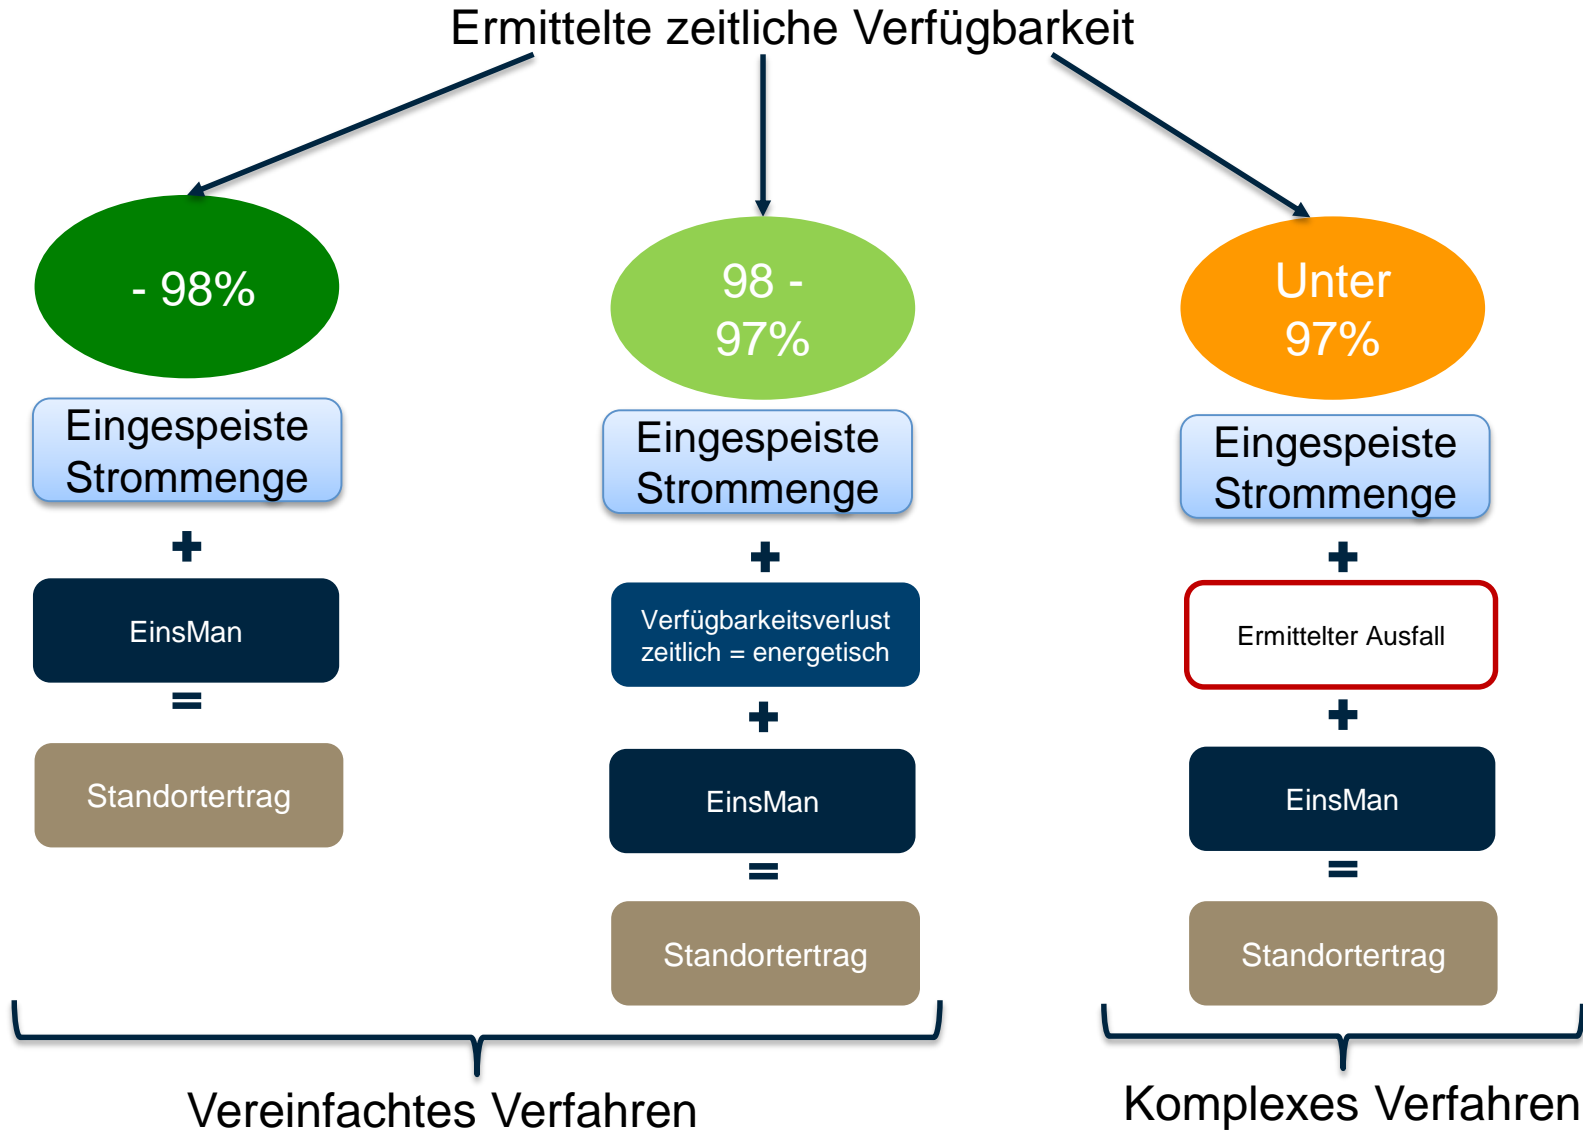 Ermittelte zeitliche Verfügbarkeit
- 98%
Eingespeiste
Strommenge
+
EinsMan
=
Standortertrag
98 -
97%
Eingespeiste
Strommenge
+
Verfügbarkeitsverlust
zeitlich = energetisch
+
EinsMan
=
Standortertrag
Unter
97%
Eingespeiste
Strommenge
+
Ermittelter Ausfall
+
EinsMan
=
Standortertrag
Vereinfachtes Verfahren
Komplexes Verfahren